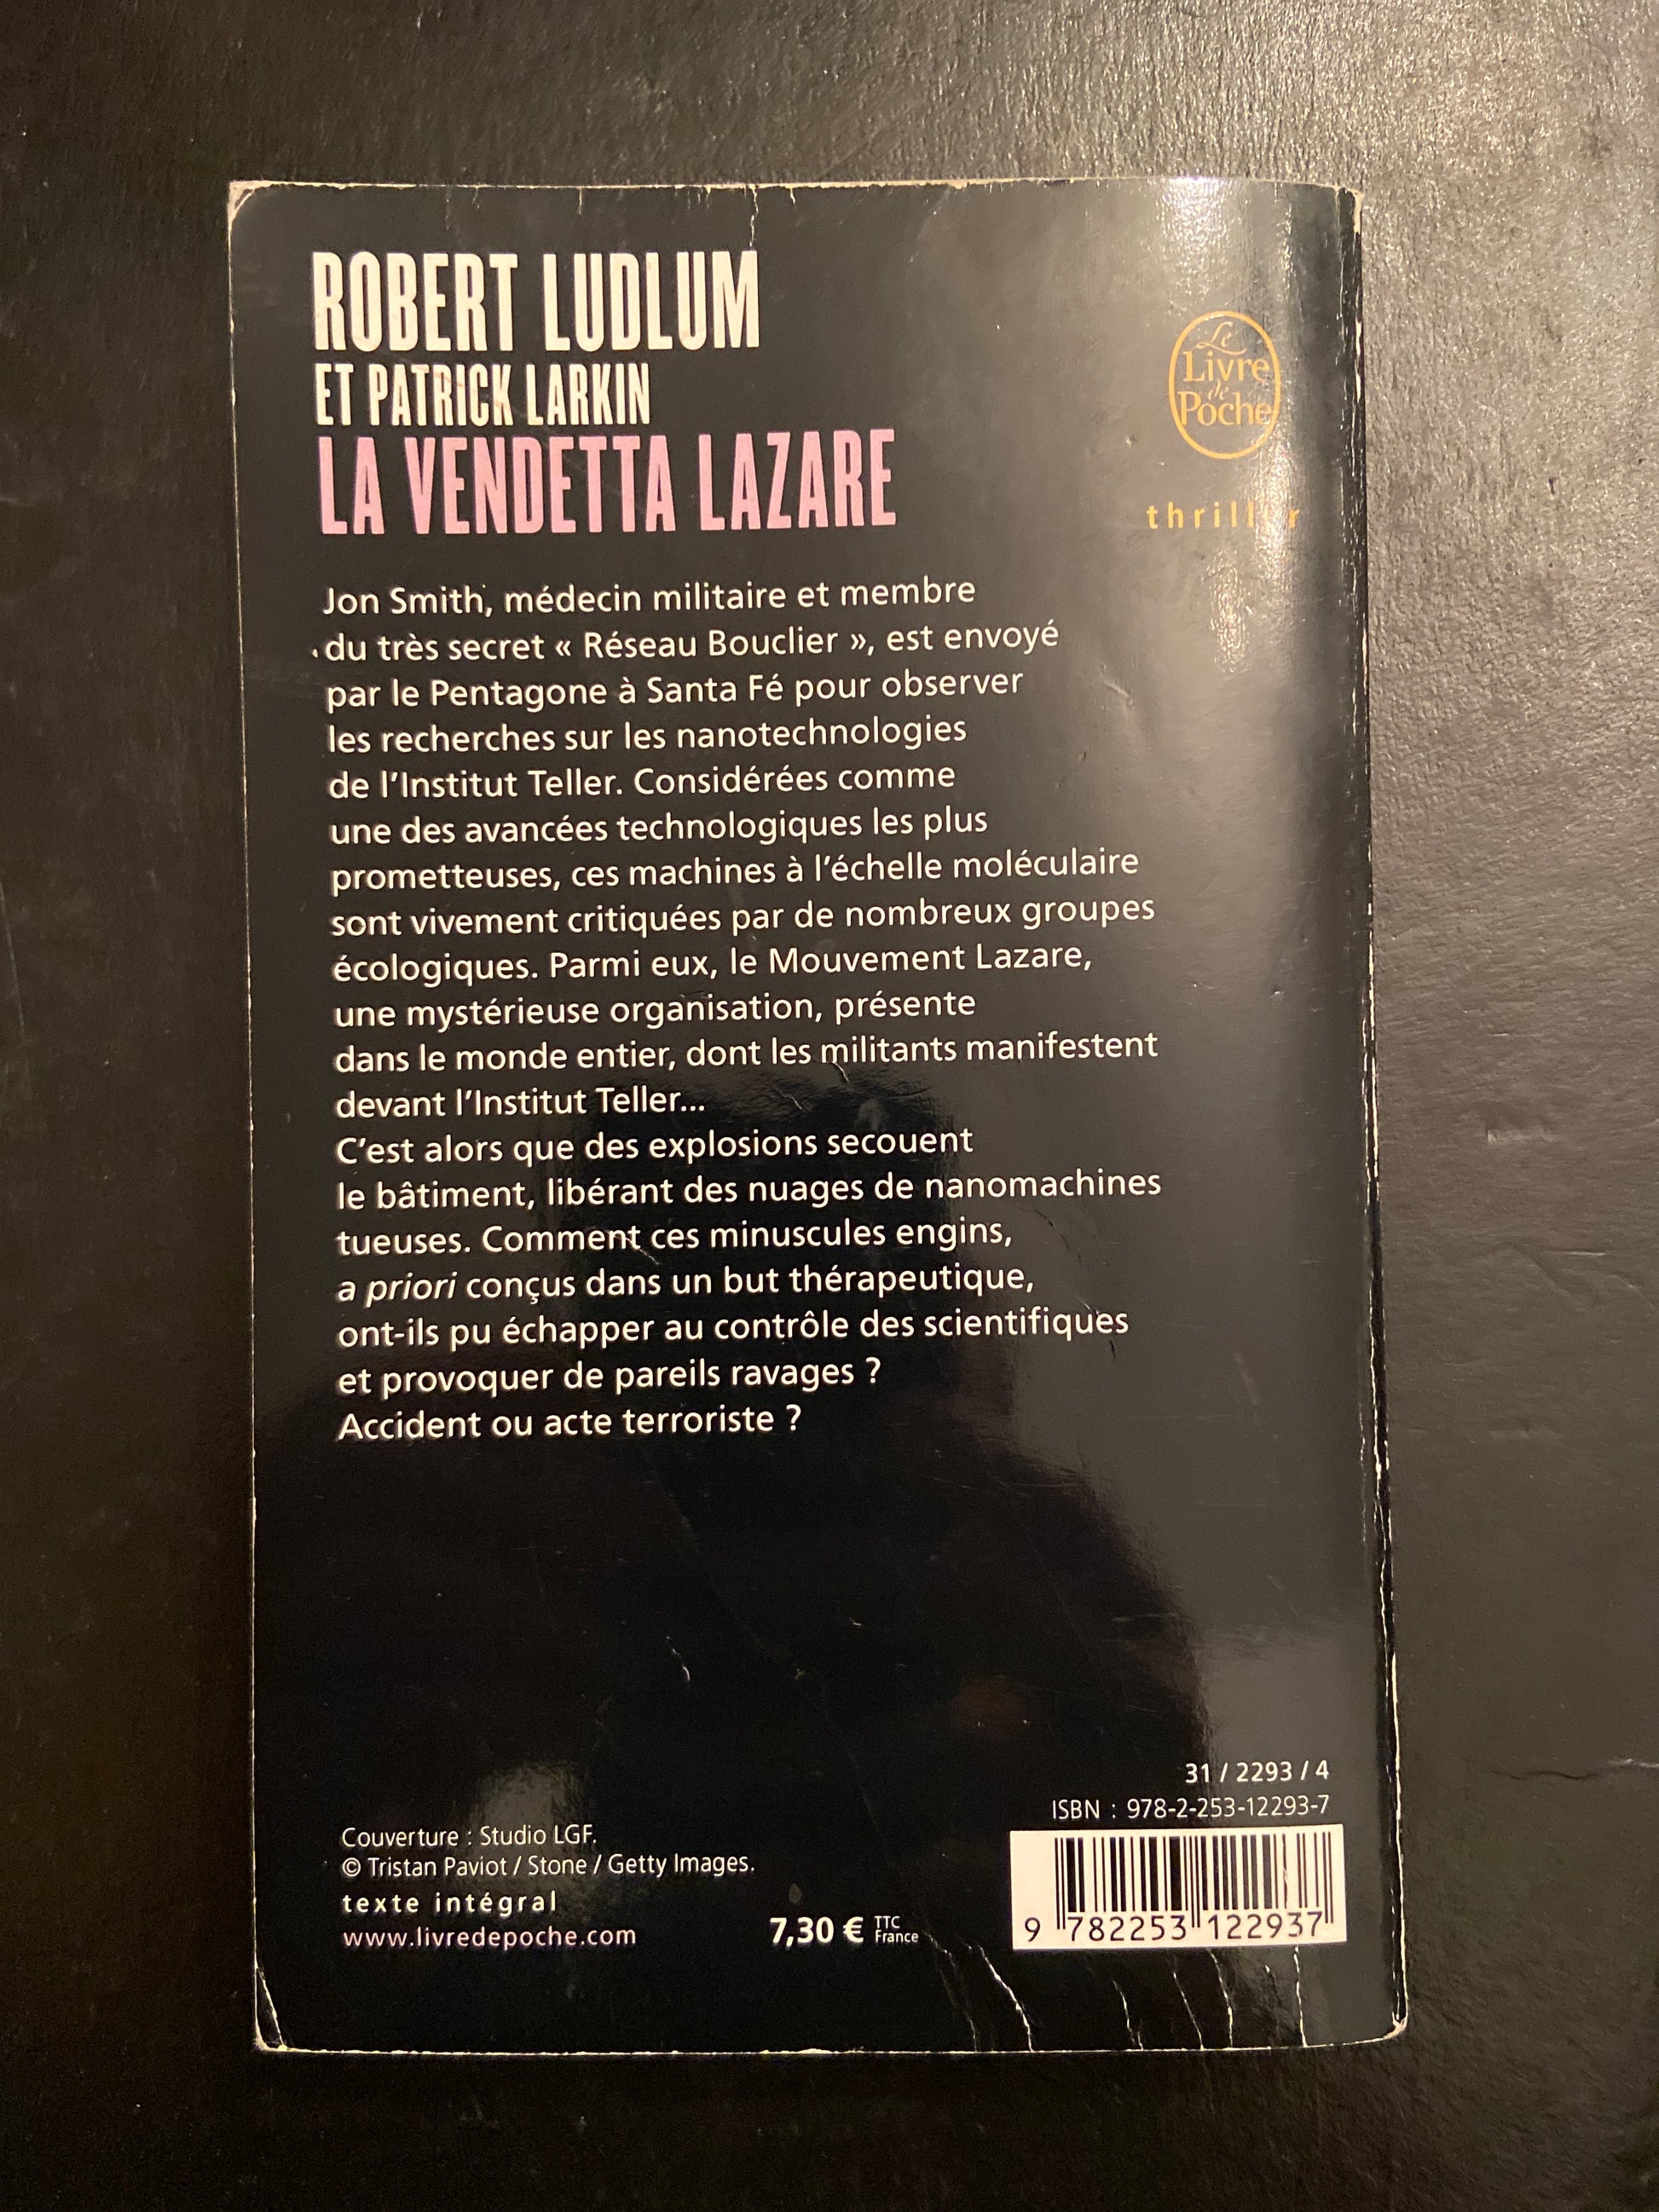 ROBERT LUDLUM
ET PATRICK LARKIN
LA VENDETTA LAZARE
Le
Livre
de
Poche
thriller
Jon Smith, médecin militaire et membre
du très secret « Réseau Bouclier », est envoyé
par le Pentagone à Santa Fé pour observer
les recherches sur les nanotechnologies
de l'Institut Teller. Considérées comme
une des avancées technologiques les plus
prometteuses, ces machines à l'échelle moléculaire
sont vivement critiquées par de nombreux groupes
écologiques. Parmi eux, le Mouvement Lazare,
une mystérieuse organisation, présente
dans le monde entier, dont les militants manifestent
devant l'Institut Teller...
C'est alors que des explosions secouent
le bâtiment, libérant des nuages de nanomachines
tueuses. Comment ces minuscules engins,
a priori conçus dans un but thérapeutique,
ont-ils pu échapper au contrôle des scientifiques
et provoquer de pareils ravages ?
Accident ou acte terroriste ?
31 / 2293 / 4
ISBN : 978-2-253-12293-7
Couverture : Studio LGF.
© Tristan Paviot / Stone / Getty Images.
texte intégral
www.livredepoche.com
7,30 € TTC
France
9 782253 122937